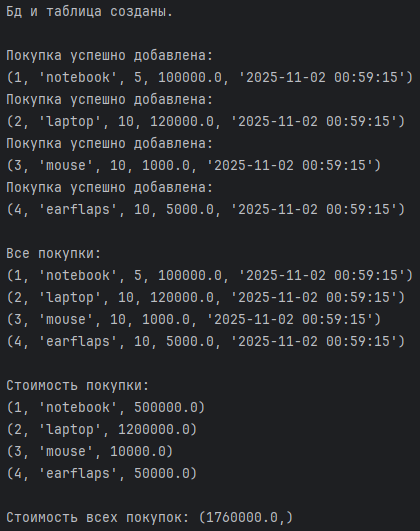 Бд и таблица созданы.
Покупка успешно добавлена:
(1, 'notebook', 5, 100000.0, '2025-11-02 00:59:15')
Покупка успешно добавлена:
(2, 'laptop', 10, 120000.0, '2025-11-02 00:59:15')
Покупка успешно добавлена:
(3, 'mouse', 10, 1000.0, '2025-11-02 00:59:15')
Покупка успешно добавлена:
(4, 'earflaps', 10, 5000.0, '2025-11-02 00:59:15')
Все покупки:
(1, 'notebook', 5, 100000.0, '2025-11-02 00:59:15')
(2, 'laptop', 10, 120000.0, '2025-11-02 00:59:15')
(3, 'mouse', 10, 1000.0, '2025-11-02 00:59:15')
(4, 'earflaps', 10, 5000.0, '2025-11-02 00:59:15')
Стоимость покупки:
(1, 'notebook', 500000.0)
(2, 'laptop', 1200000.0)
(3, 'mouse', 10000.0)
(4, 'earflaps', 50000.0)
Стоимость всех покупок: (1760000.0,)